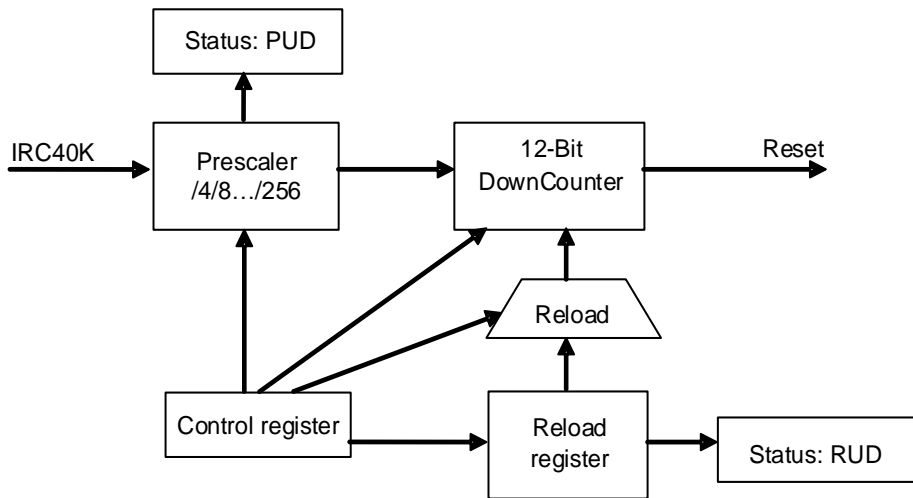 Status: PUD
IRC40K
Prescaler
/4/8…/256
12-Bit
DownCounter
Reset
Reload
Control register
Reload
register
Status: RUD